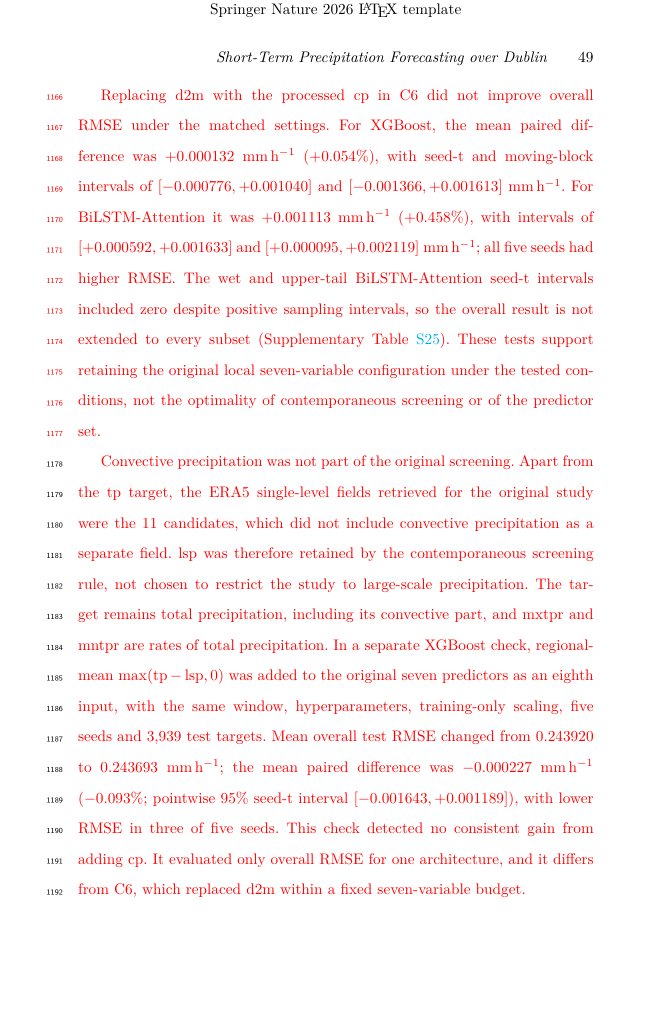 Springer Nature 2026 LATEX template
Short-Term Precipitation Forecasting over Dublin 49
1166 Replacing d2m with the processed cp in C6 did not improve overall
1167 RMSE under the matched settings. For XGBoost, the mean paired dif-
1168 ference was +0.000132 mm h⁻¹ (+0.054%), with seed-t and moving-block
1169 intervals of [−0.000776, +0.001040] and [−0.001366, +0.001613] mm h⁻¹. For
1170 BiLSTM-Attention it was +0.001113 mm h⁻¹ (+0.458%), with intervals of
1171 [+0.000592, +0.001633] and [+0.000095, +0.002119] mm h⁻¹; all five seeds had
1172 higher RMSE. The wet and upper-tail BiLSTM-Attention seed-t intervals
1173 included zero despite positive sampling intervals, so the overall result is not
1174 extended to every subset (Supplementary Table S25). These tests support
1175 retaining the original local seven-variable configuration under the tested con-
1176 ditions, not the optimality of contemporaneous screening or of the predictor
1177 set.
1178 Convective precipitation was not part of the original screening. Apart from
1179 the tp target, the ERA5 single-level fields retrieved for the original study
1180 were the 11 candidates, which did not include convective precipitation as a
1181 separate field. lsp was therefore retained by the contemporaneous screening
1182 rule, not chosen to restrict the study to large-scale precipitation. The tar-
1183 get remains total precipitation, including its convective part, and mxtpr and
1184 mntpr are rates of total precipitation. In a separate XGBoost check, regional-
1185 mean max(tp − lsp, 0) was added to the original seven predictors as an eighth
1186 input, with the same window, hyperparameters, training-only scaling, five
1187 seeds and 3,939 test targets. Mean overall test RMSE changed from 0.243920
1188 to 0.243693 mm h⁻¹; the mean paired difference was −0.000227 mm h⁻¹
1189 (−0.093%; pointwise 95% seed-t interval [−0.001643, +0.001189]), with lower
1190 RMSE in three of five seeds. This check detected no consistent gain from
1191 adding cp. It evaluated only overall RMSE for one architecture, and it differs
1192 from C6, which replaced d2m within a fixed seven-variable budget.